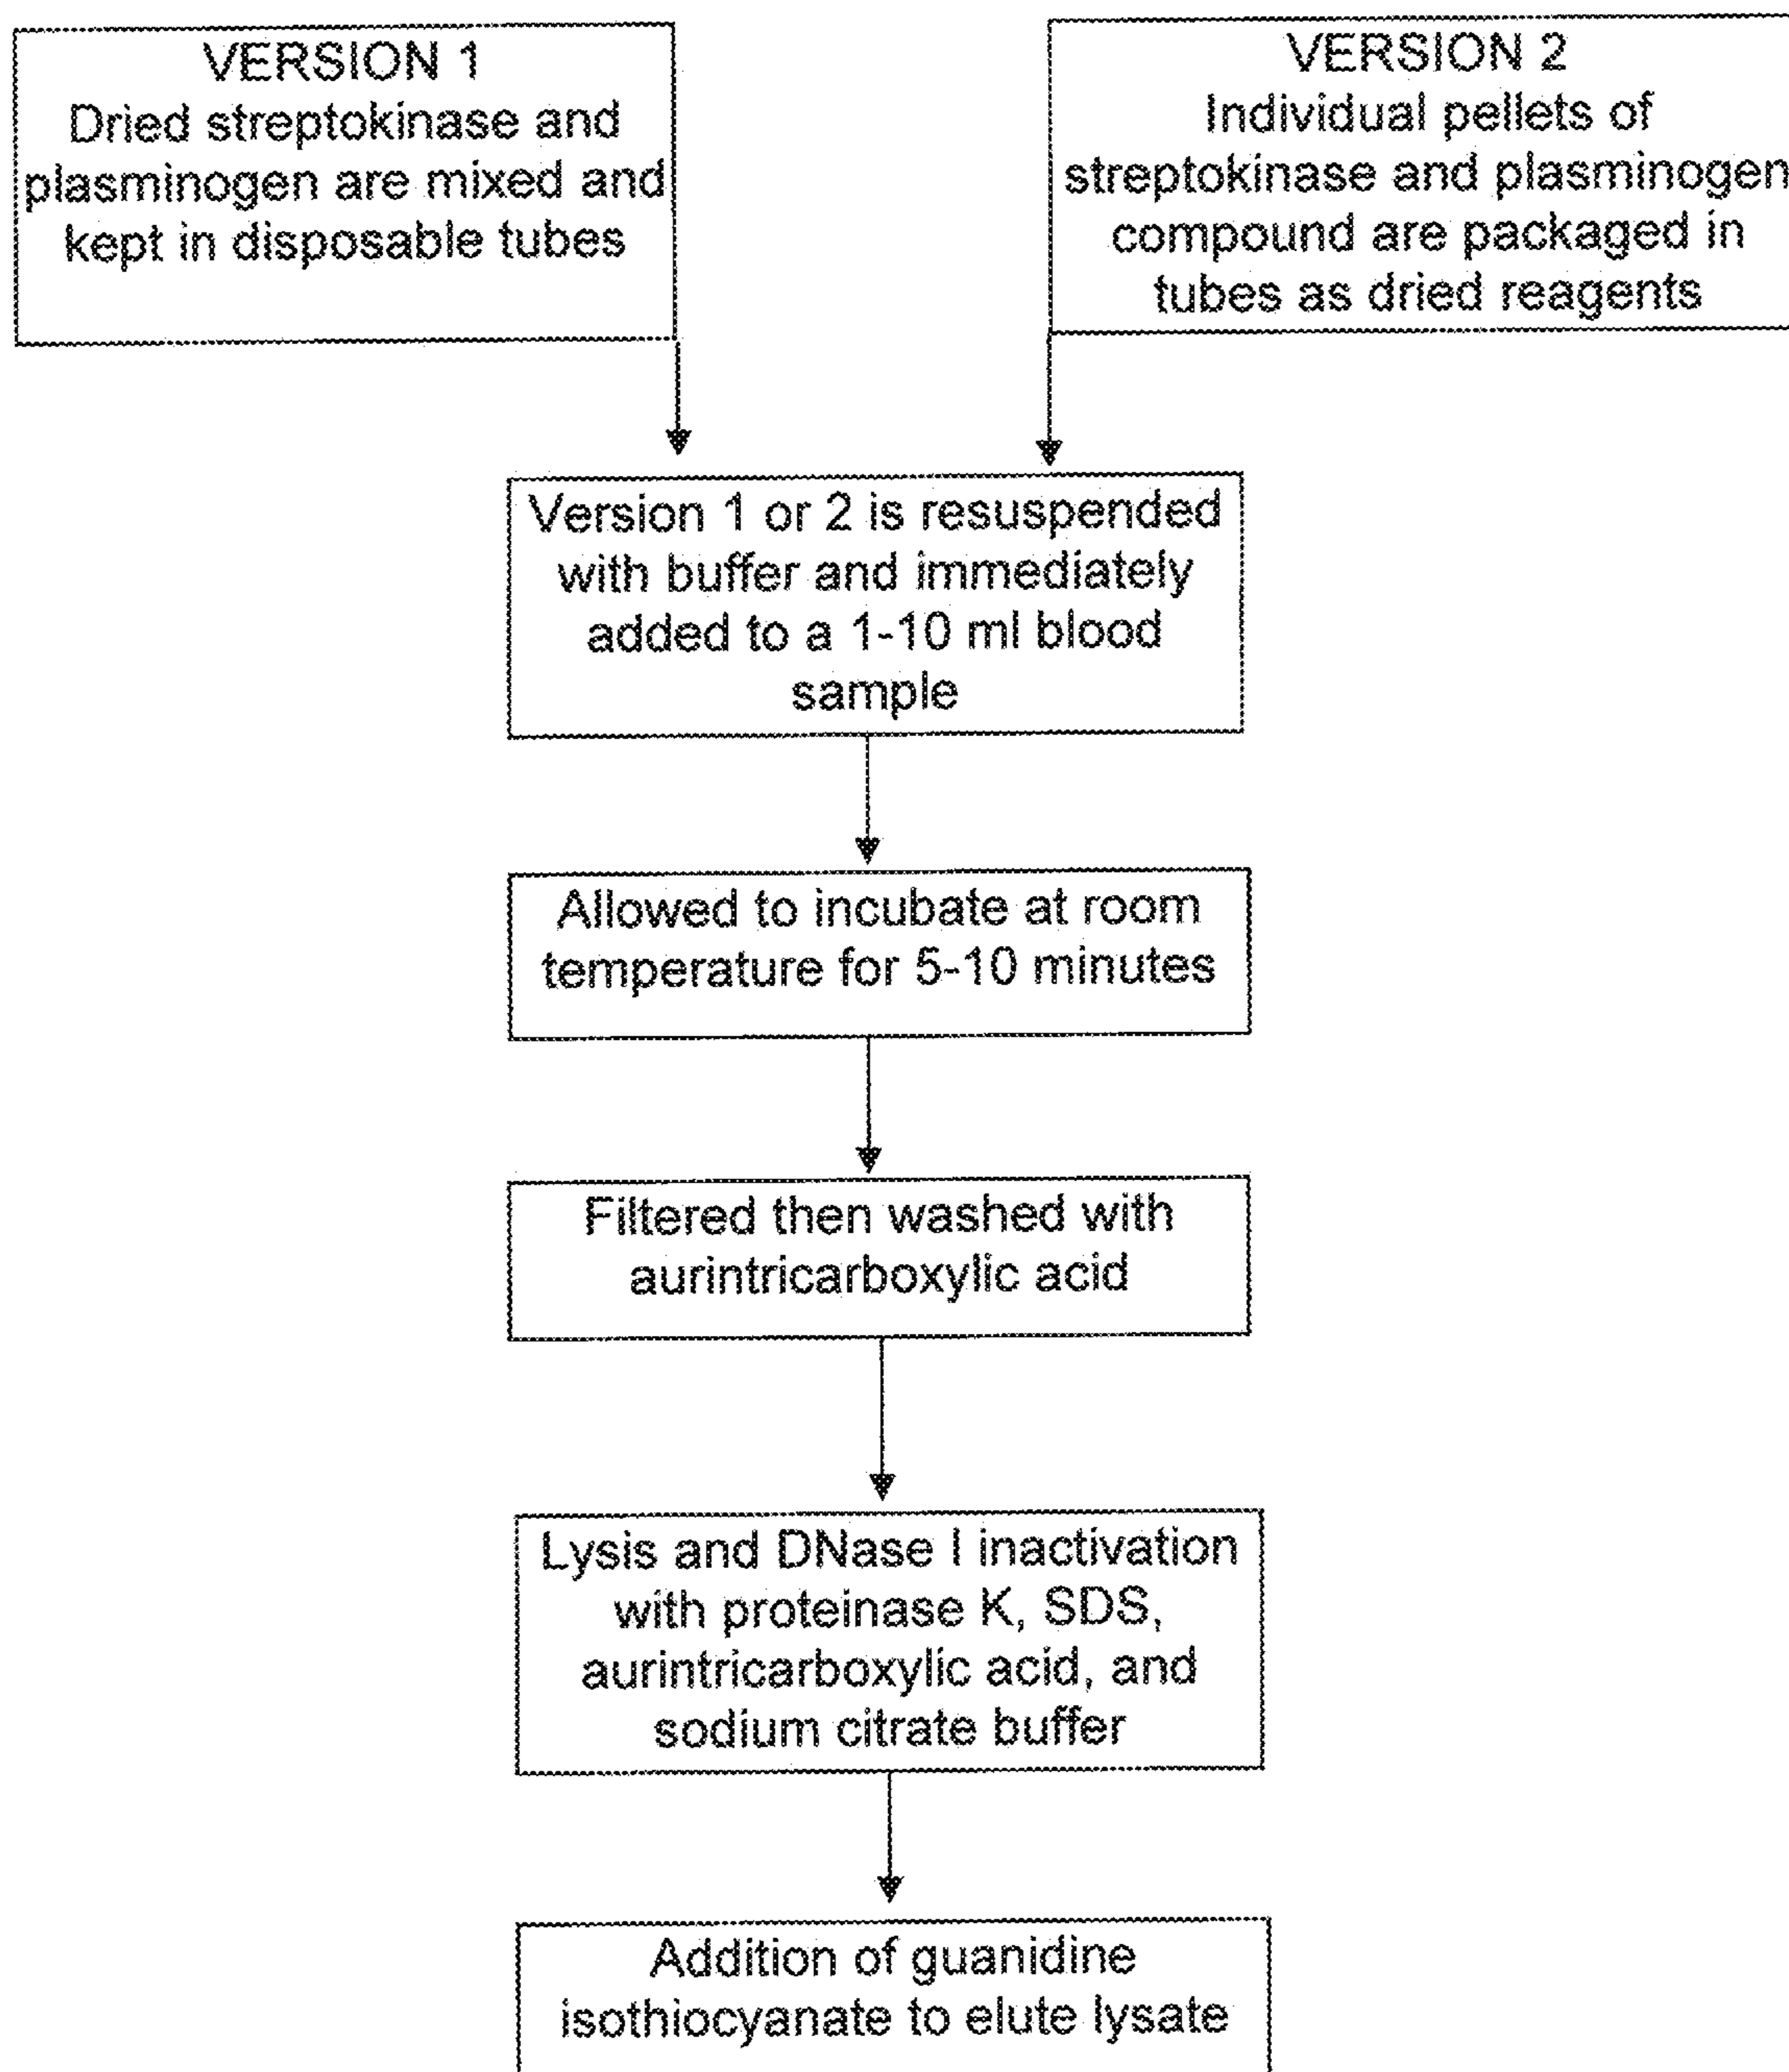 VERSION 1
Dried streptokinase and
plasminogen are mixed and
kept in disposable tubes
VERSION 2
Individual pellets of
streptokinase and plasminogen
compound are packaged in
tubes as dried reagents
Version 1 or 2 is resuspended
with buffer and immediately
added to a 1-10 ml blood
sample
Allowed to incubate at room
temperature for 5-10 minutes
Filtered then washed with
aurintricarboxylic acid
Lysis and DNase I inactivation
with proteinase K, SDS,
aurintricarboxylic acid, and
sodium citrate buffer
Addition of guanidine
isothiocyanate to elute lysate